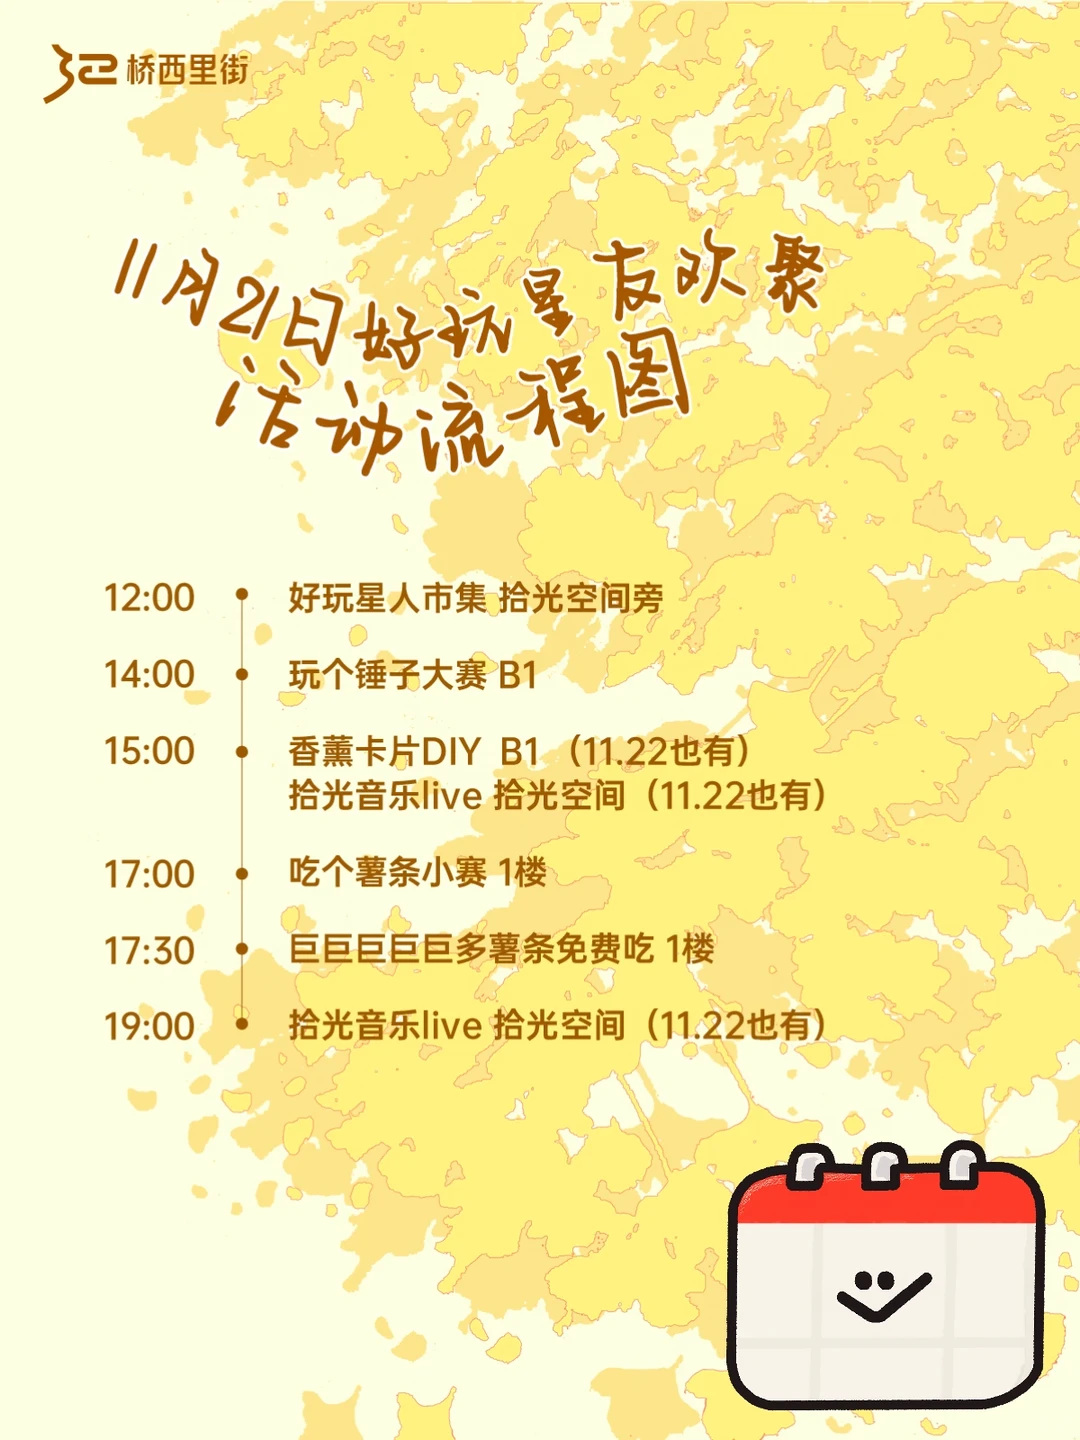 桥西里街
11月21日好玩星友欢聚
活动流程图
12:00 好玩星人市集 拾光空间旁
14:00 玩个锤子大赛 B1
15:00 香薰卡片DIY B1 （11.22也有）
拾光音乐live 拾光空间（11.22也有）
17:00 吃个薯条小赛 1楼
17:30 巨巨巨巨巨多薯条免费吃 1楼
19:00 拾光音乐live 拾光空间（11.22也有）